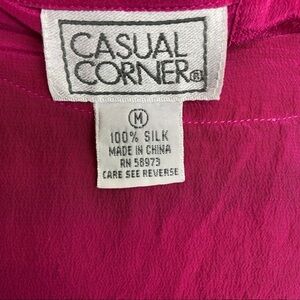 CASUAL
CORNER®
M
100% SILK
MADE IN CHINA
RN 58973
CARE SEE REVERSE